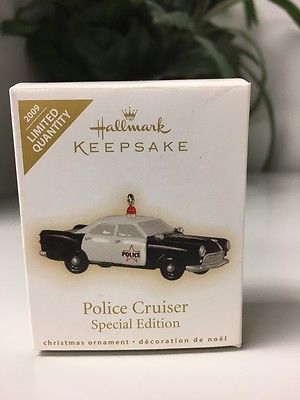 2009
LIMITED
QUANTITY
Hallmark
KEEPSAKE
POLICE
Police Cruiser
Special Edition
christmas ornament • décoration de noël